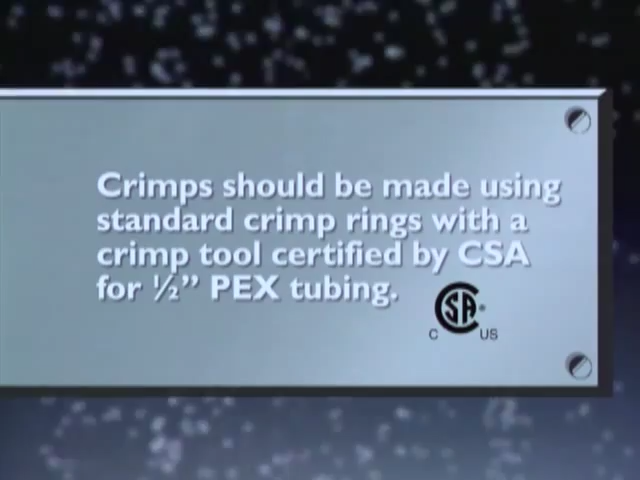 Crimps should be made using
standard crimp rings with a
crimp tool certified by CSA
for ½” PEX tubing.
CSA®
C US